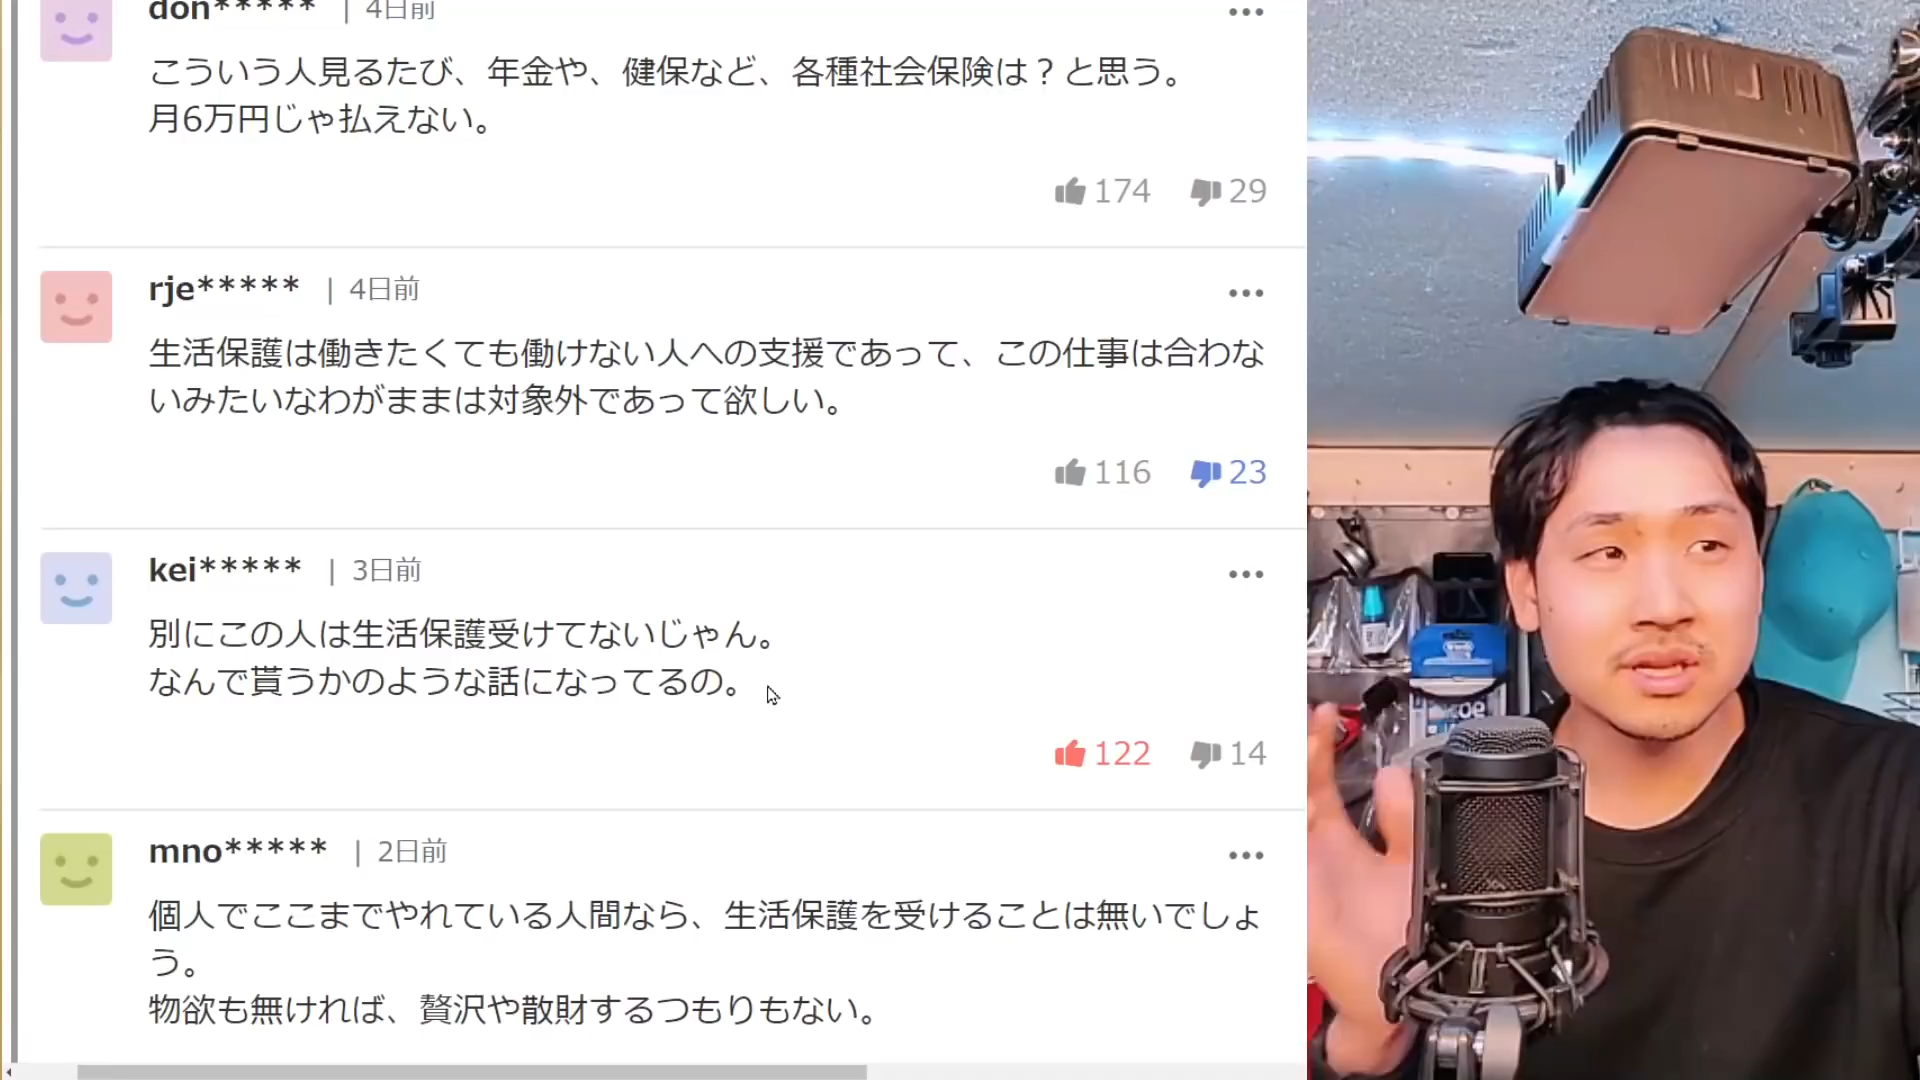 don***** | 4日前
こういう人見るたび、年金や、健保など、各種社会保険は？と思う。
月6万円じゃ払えない。
174 29
rje***** | 4日前
生活保護は働きたくても働けない人への支援であって、この仕事は合わな
いみたいなわがままは対象外であって欲しい。
116 23
kei***** | 3日前
別にこの人は生活保護受けてないじゃん。
なんで貰うかのような話になってるの。
122 14
mno***** | 2日前
個人でここまでやれている人間なら、生活保護を受けることは無いでしょ
う。
物欲も無ければ、贅沢や散財するつもりもない。